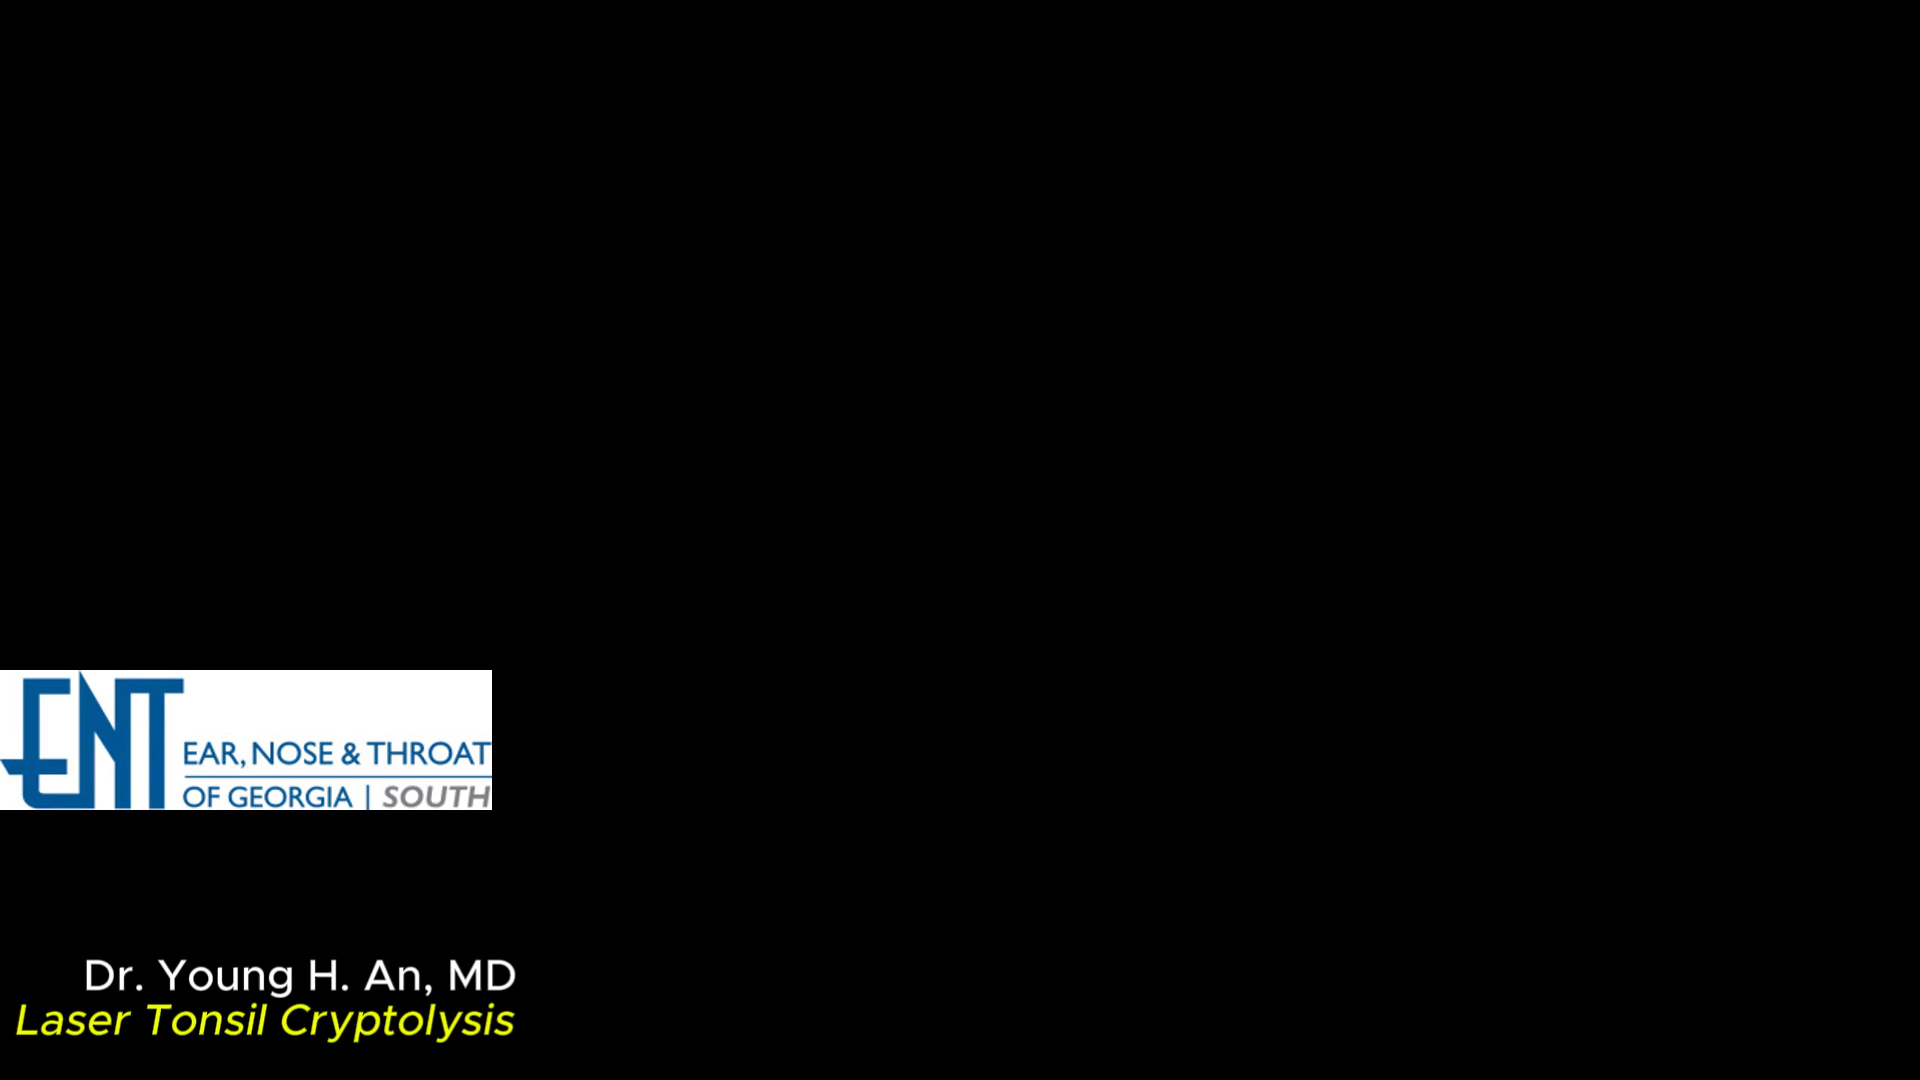 ENT
EAR, NOSE & THROAT
OF GEORGIA | SOUTH
Dr. Young H. An, MD
Laser Tonsil Cryptolysis